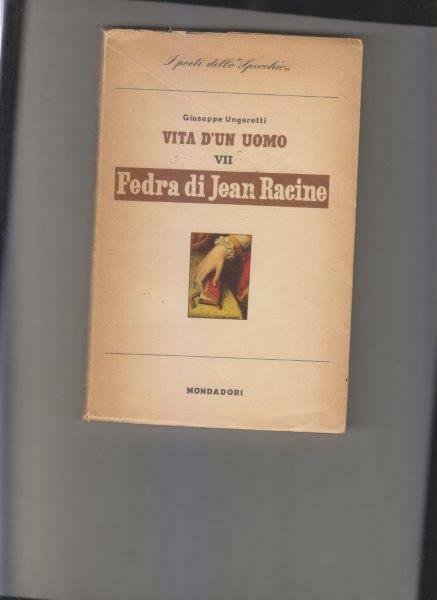 I poeti dello "Specchio"
Giuseppe Ungaretti
VITA D'UN UOMO
VII
Fedra di Jean Racine
MONDADORI